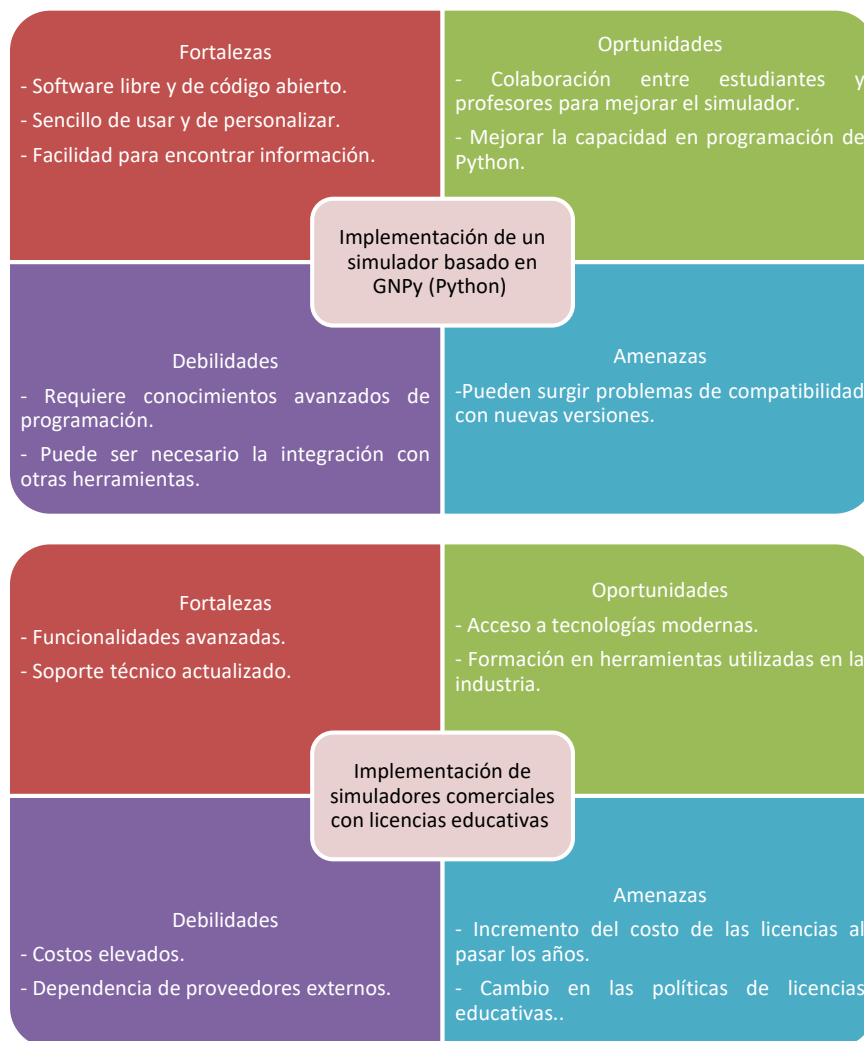 Fortalezas
- Software libre y de código abierto.
- Sencillo de usar y de personalizar.
- Facilidad para encontrar información.
Oprtunidades
- Colaboración entre estudiantes y
profesores para mejorar el simulador.
- Mejorar la capacidad en programación de
Python.
Implementación de un
simulador basado en
GNPy (Python)
Debilidades
- Requiere conocimientos avanzados de
programación.
- Puede ser necesario la integración con
otras herramientas.
Amenazas
-Pueden surgir problemas de compatibilidad
con nuevas versiones.
Fortalezas
- Funcionalidades avanzadas.
- Soporte técnico actualizado.
Oportunidades
- Acceso a tecnologías modernas.
- Formación en herramientas utilizadas en la
industria.
Implementación de
simuladores comerciales
con licencias educativas
Debilidades
- Costos elevados.
- Dependencia de proveedores externos.
Amenazas
- Incremento del costo de las licencias al
pasar los años.
- Cambio en las políticas de licencias
educativas..